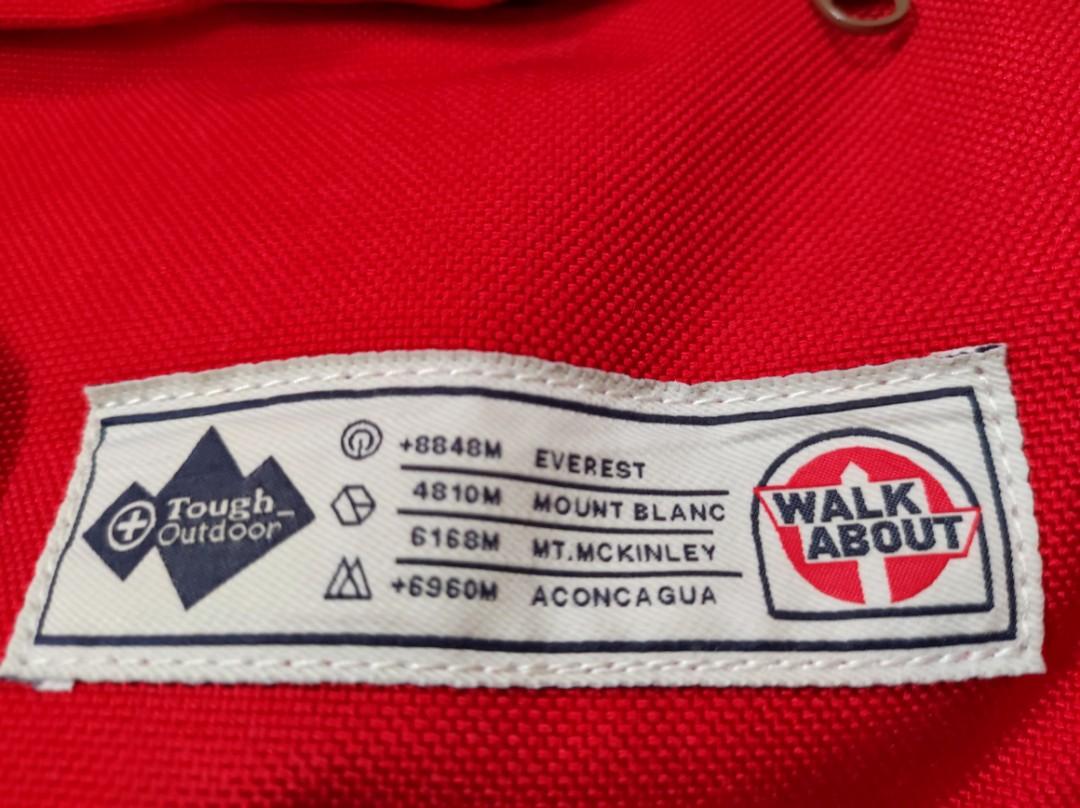 Tough_
Outdoor
+8848M EVEREST
4810M MOUNT BLANC
6168M MT.MCKINLEY
+6960M ACONCAGUA
WALK
ABOUT